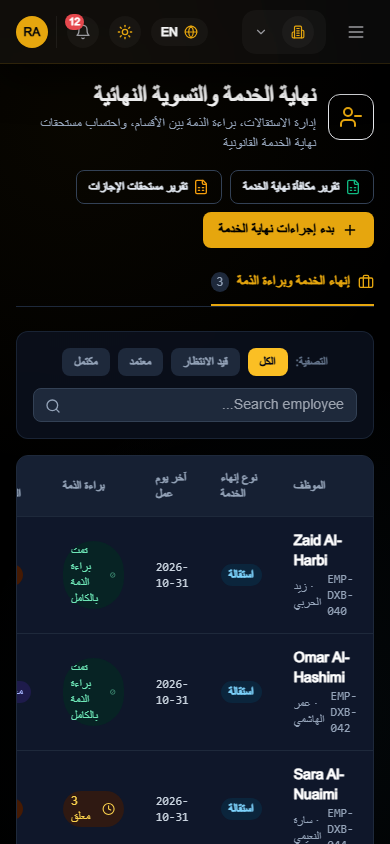 RA
12
EN
نهاية الخدمة والتسوية النهائية
إدارة الاستقالات، براءة الذمة بين الأقسام، واحتساب مستحقات
نهاية الخدمة القانونية
تقرير مكافأة نهاية الخدمة
تقرير مستحقات الإجازات
بدء إجراءات نهاية الخدمة
إنهاء الخدمة وبراءة الذمة 3
التصفية:
الكل
قيد الانتظار
معتمد
مكتمل
Search employee...
الموظف
نوع إنهاء
الخدمة
آخر يوم
عمل
براءة الذمة
Zaid Al-
Harbi
EMP-
DXB-
040
· زيد
الحربي
استقالة
2026-
10-31
تمت
براءة
الذمة
بالكامل
Omar Al-
Hashimi
EMP-
DXB-
042
· عمر
الهاشمي
استقالة
2026-
10-31
تمت
براءة
الذمة
بالكامل
Sara Al-
Nuaimi
EMP-
DXB-
· سارة
النعيمي
استقالة
2026-
10-31
3
معلق